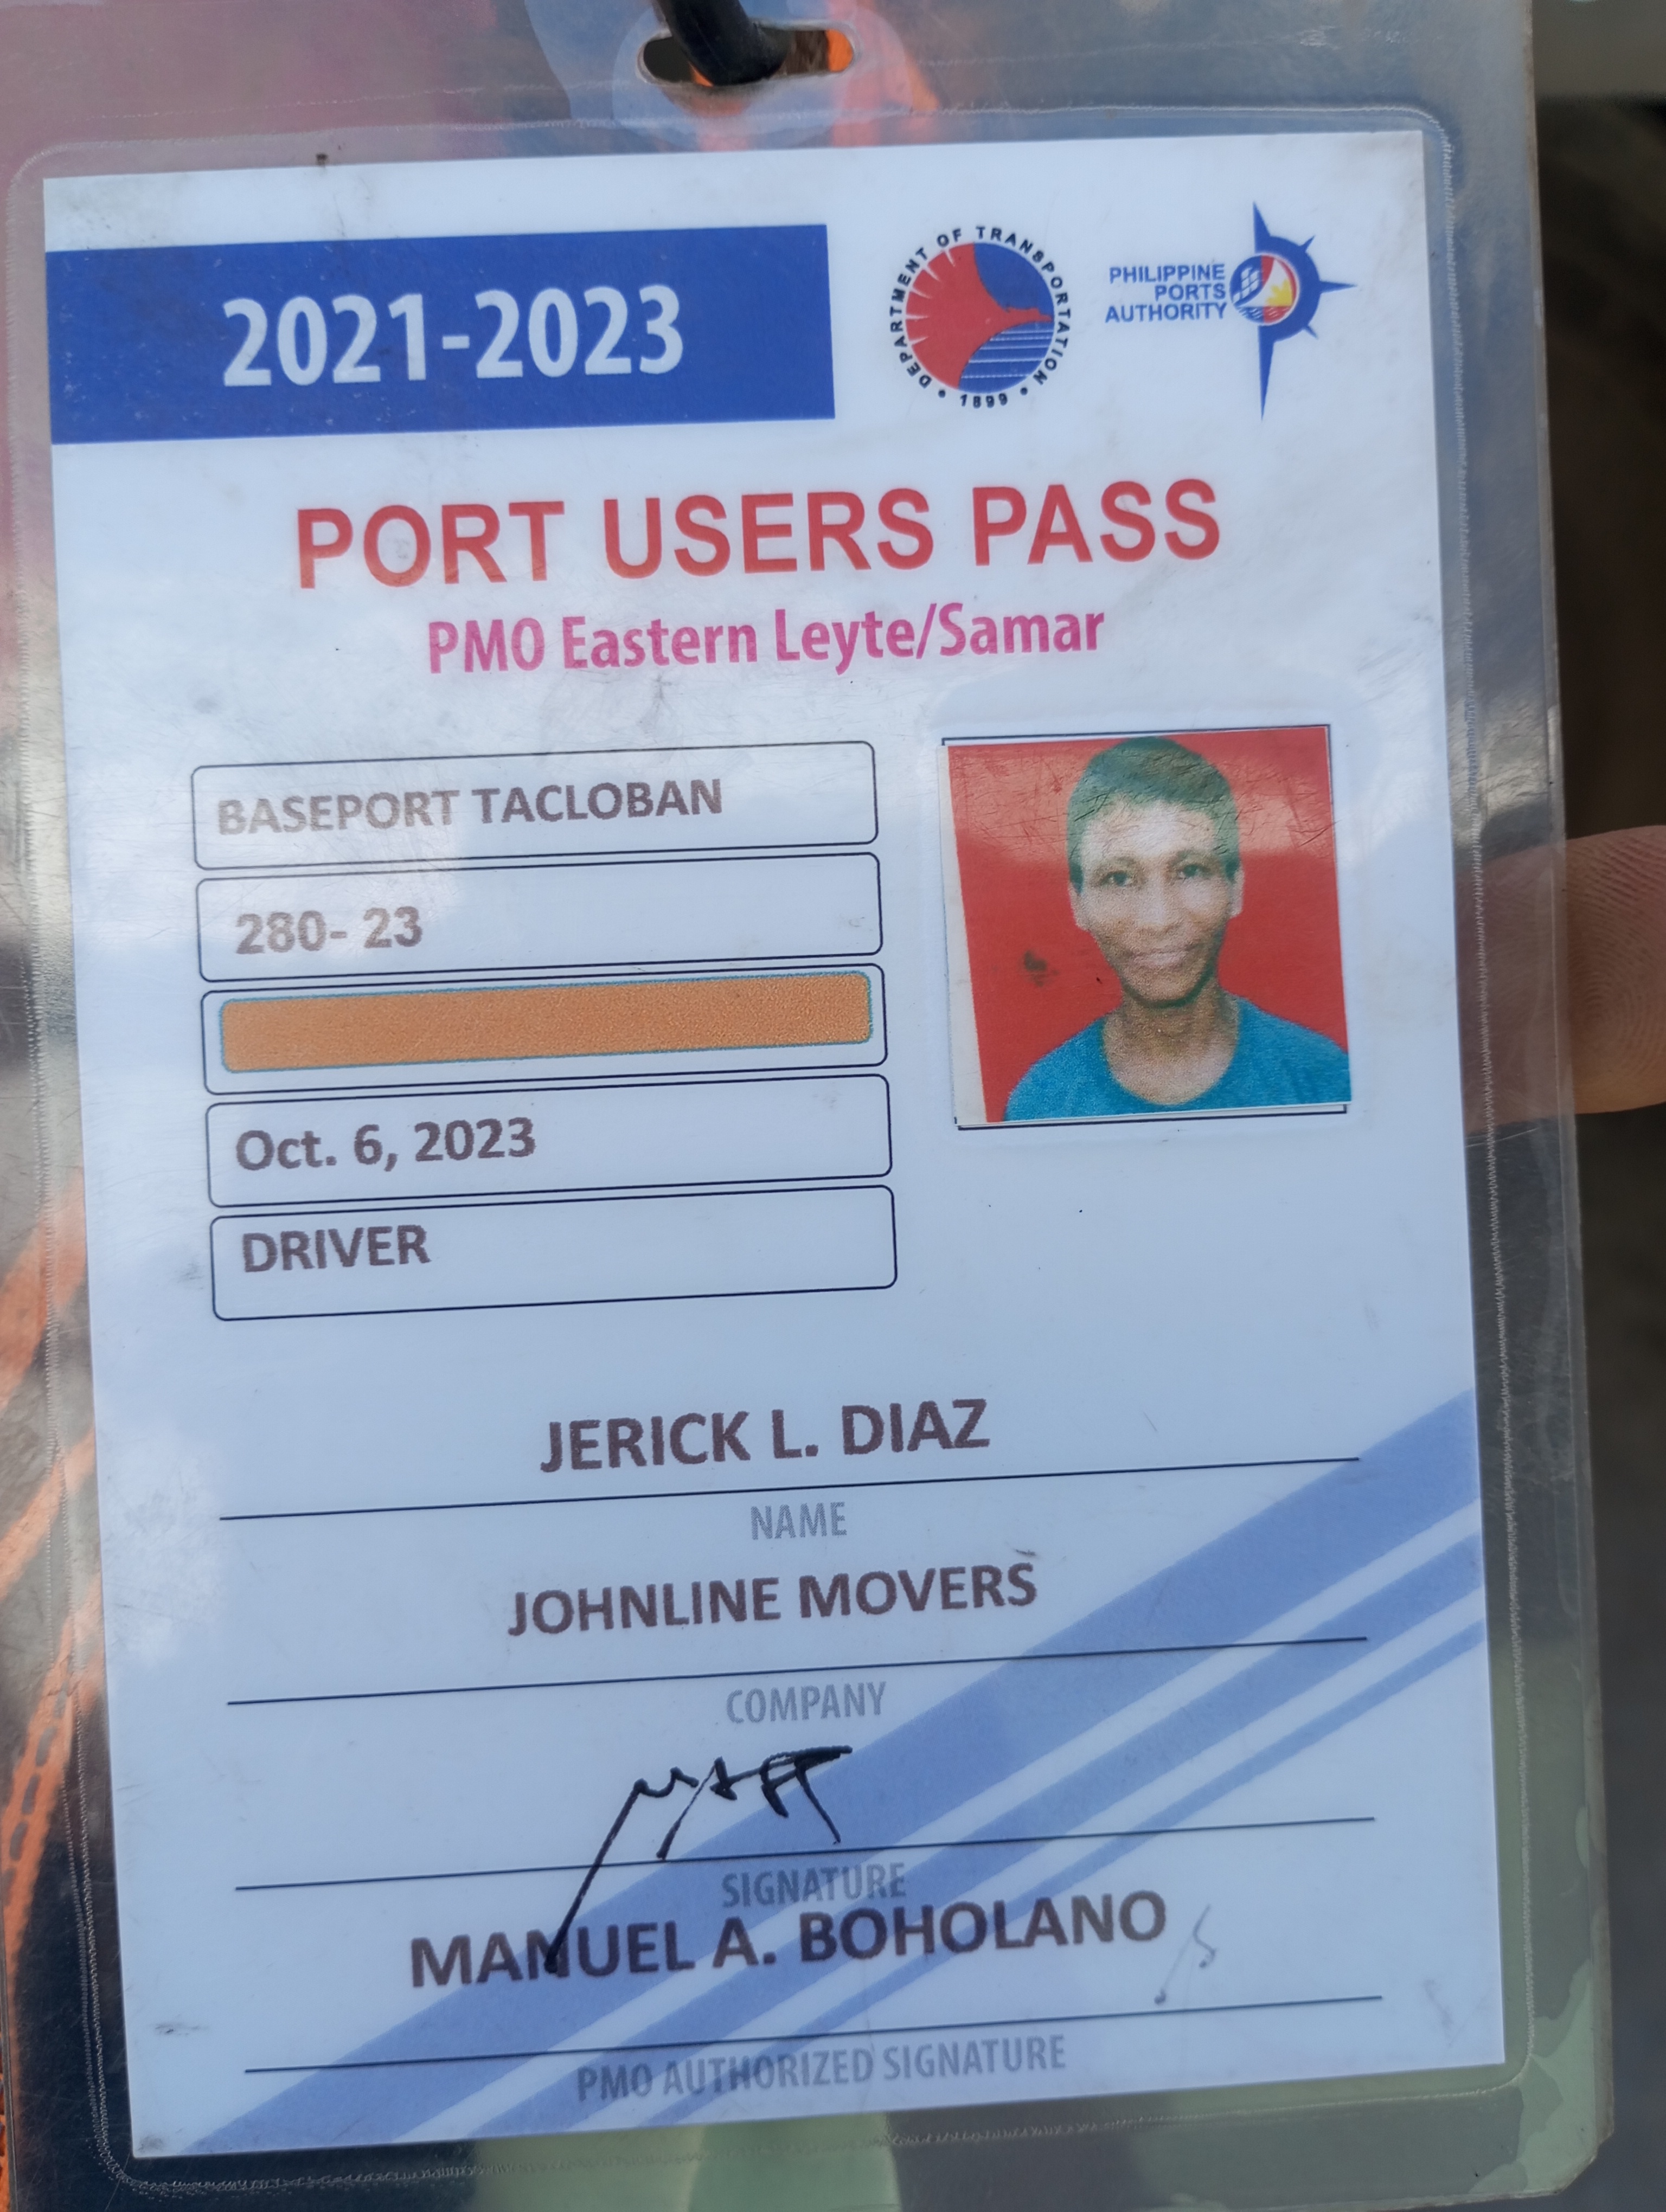 2021-2023
DEPARTMENT OF TRANSPORTATION
1899
PHILIPPINE
PORTS
AUTHORITY
PORT USERS PASS
PMO Eastern Leyte/Samar
BASEPORT TACLOBAN
280- 23
Oct. 6, 2023
DRIVER
JERICK L. DIAZ
NAME
JOHNLINE MOVERS
COMPANY
SIGNATURE
MANUEL A. BOHOLANO
PMO AUTHORIZED SIGNATURE